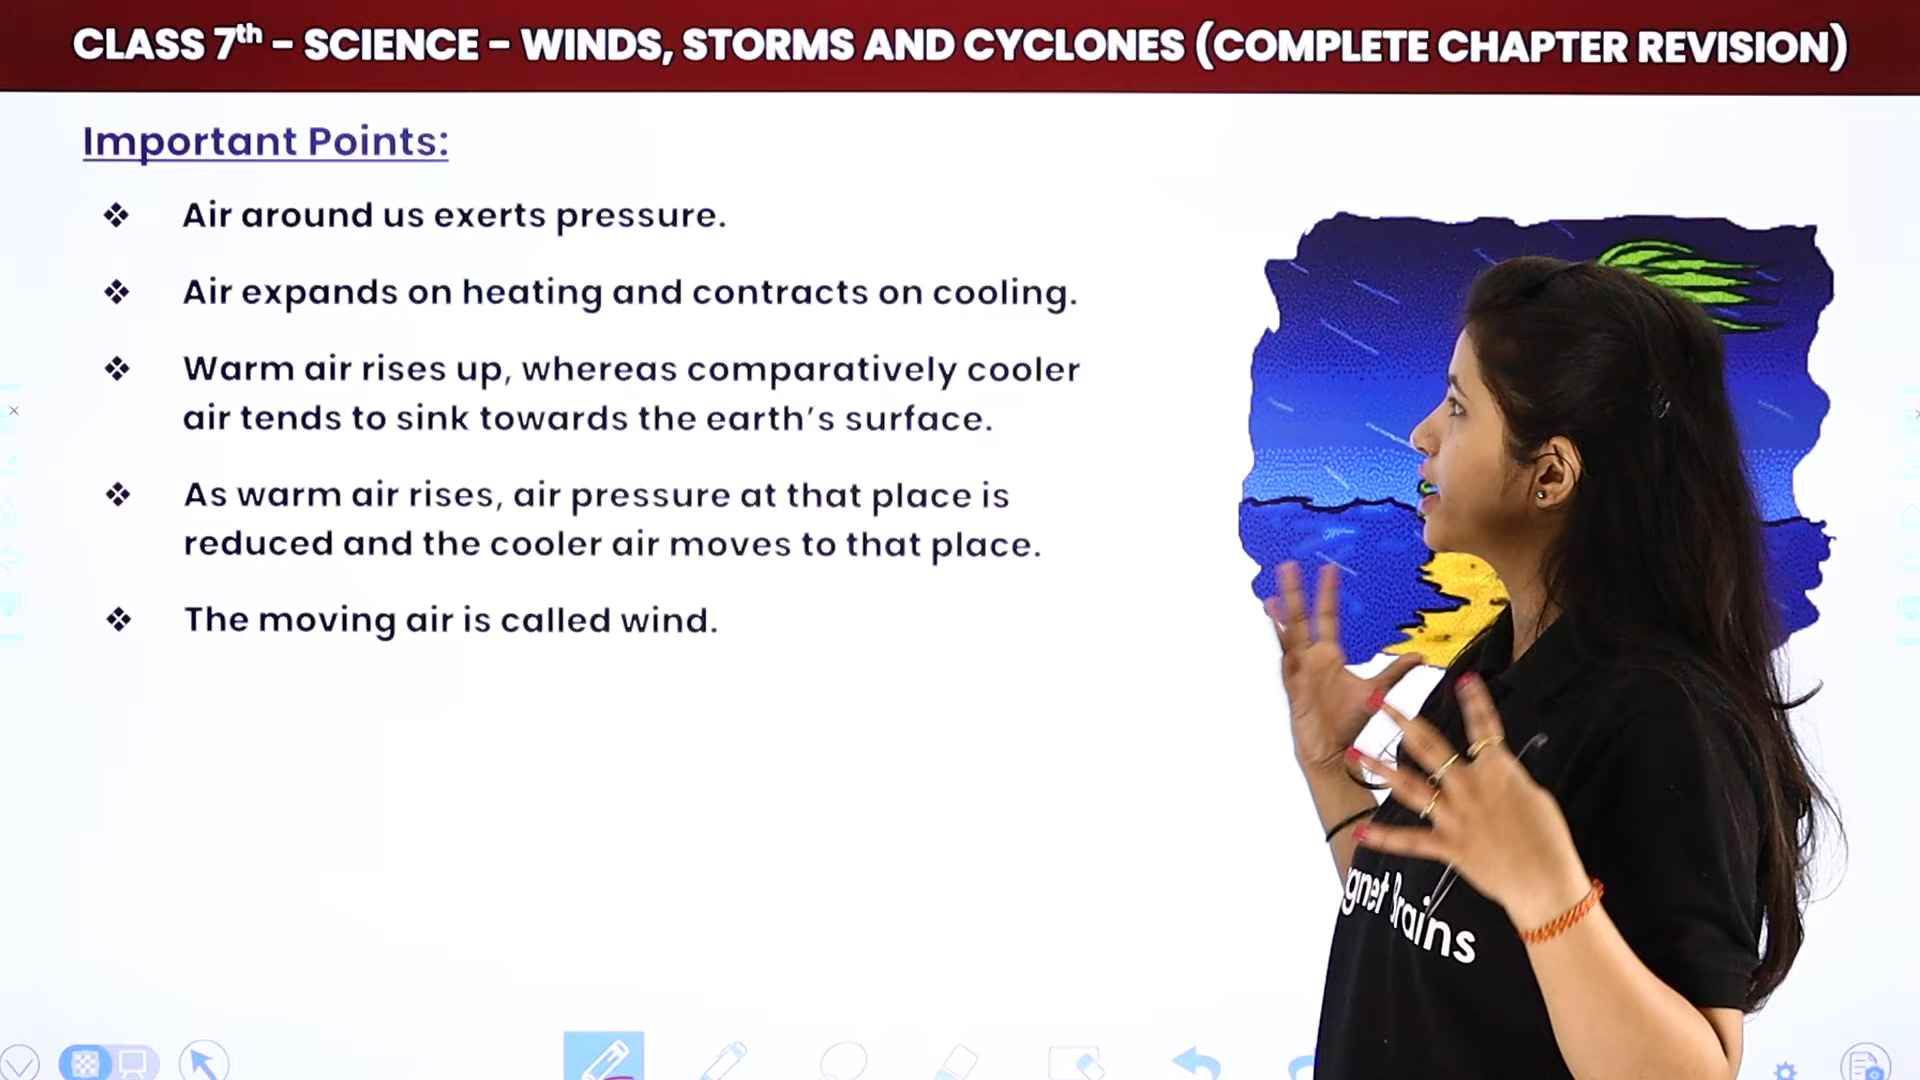 CLASS 7th – SCIENCE – WINDS, STORMS AND CYCLONES (COMPLETE CHAPTER REVISION)
Important Points:
❖ Air around us exerts pressure.
❖ Air expands on heating and contracts on cooling.
❖ Warm air rises up, whereas comparatively cooler
air tends to sink towards the earth's surface.
❖ As warm air rises, air pressure at that place is
reduced and the cooler air moves to that place.
❖ The moving air is called wind.
gnet Brains